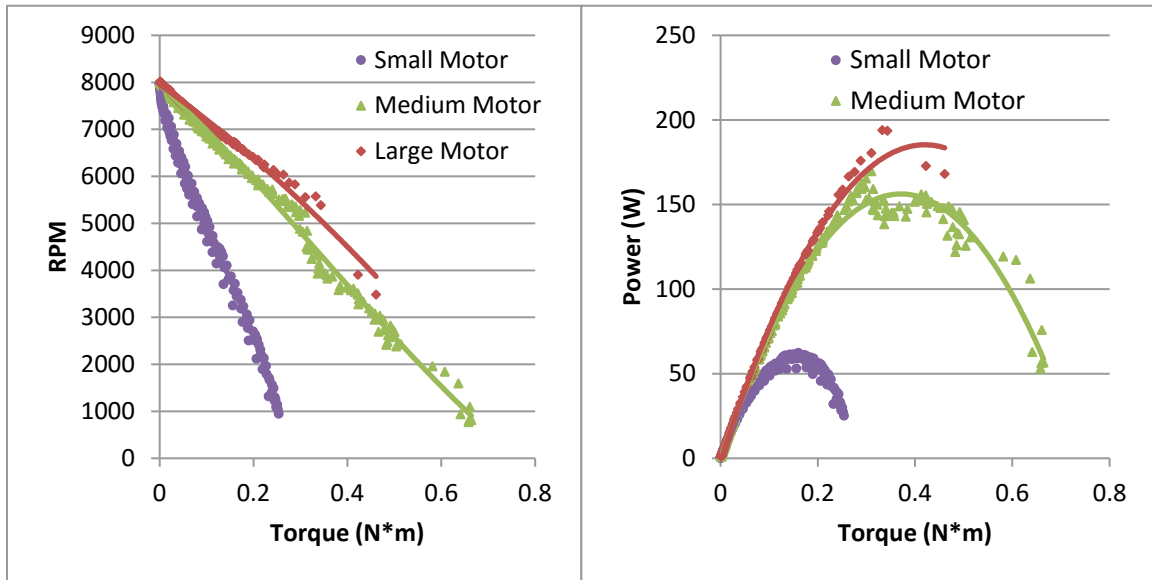 9000
8000
7000
6000
5000
4000
3000
2000
1000
0
RPM
0
0.2
0.4
0.6
0.8
Torque (N*m)
Small Motor
Medium Motor
Large Motor
250
200
150
100
50
0
Power (W)
0
0.2
0.4
0.6
0.8
Torque (N*m)
Small Motor
Medium Motor